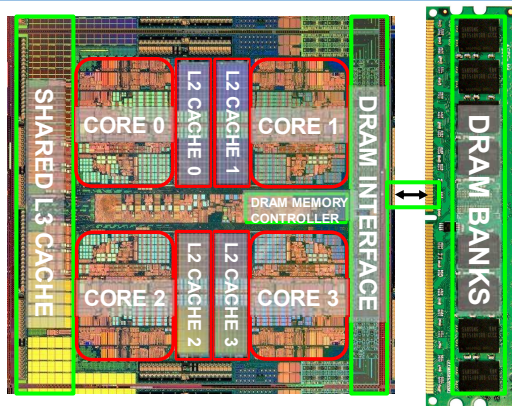 SHARED L3 CACHE
CORE 0
L2 CACHE 0
L2 CACHE 1
CORE 1
DRAM INTERFACE
DRAM BANKS
DRAM MEMORY
CONTROLLER
CORE 2
L2 CACHE 2
L2 CACHE 3
CORE 3